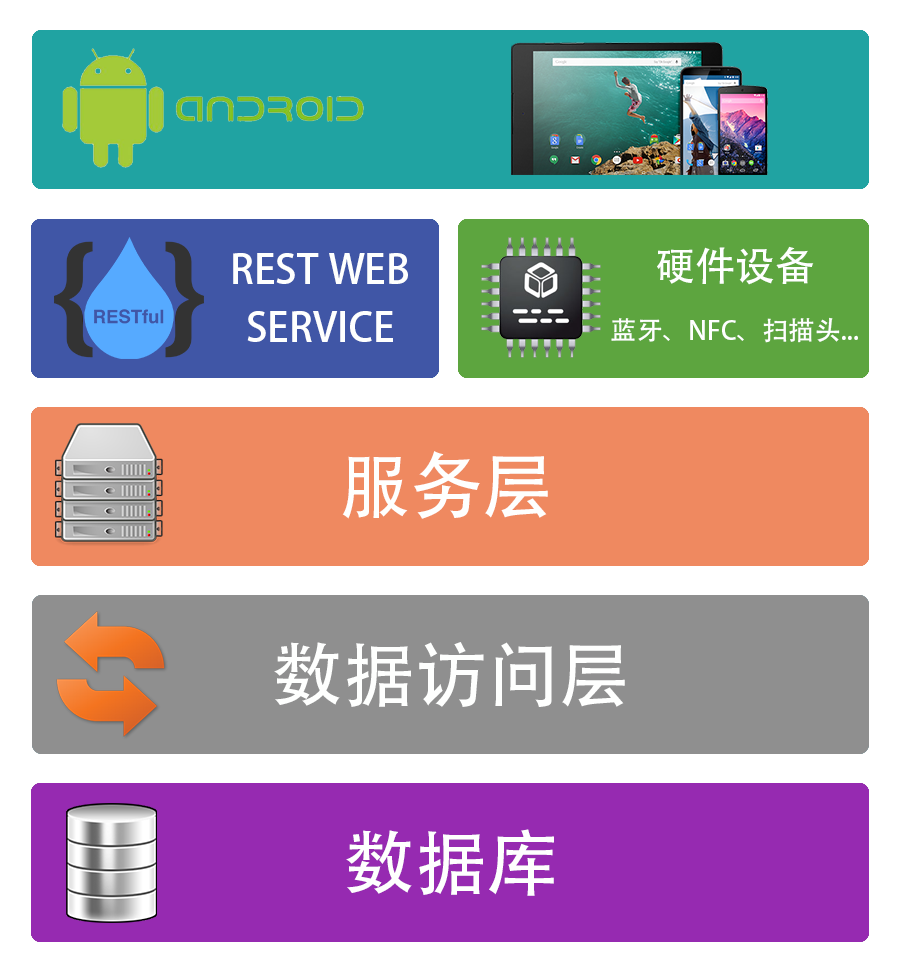 ANDROID
REST WEB
SERVICE
RESTful
硬件设备
蓝牙、NFC、扫描头...
服务层
数据访问层
数据库